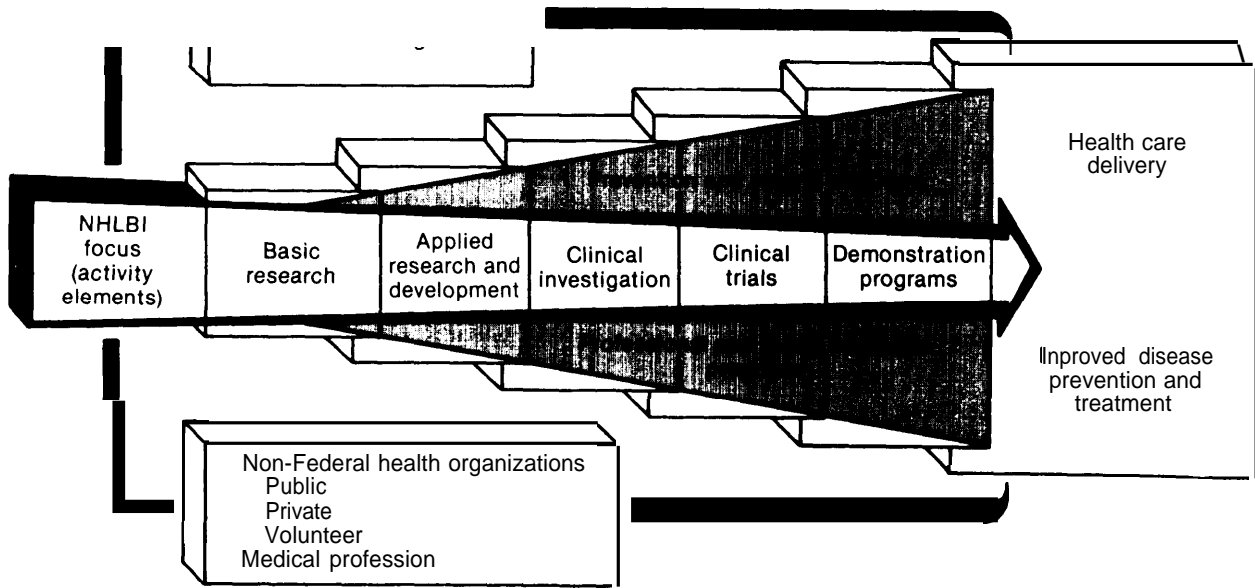 NHLBI
focus
(activity
elements)
Basic
research
Applied
research and
development
Clinical
investigation
Clinical
trials
Demonstration
programs
Health care
delivery
Inproved disease
prevention and
treatment
Non-Federal health organizations
Public
Private
Volunteer
Medical profession